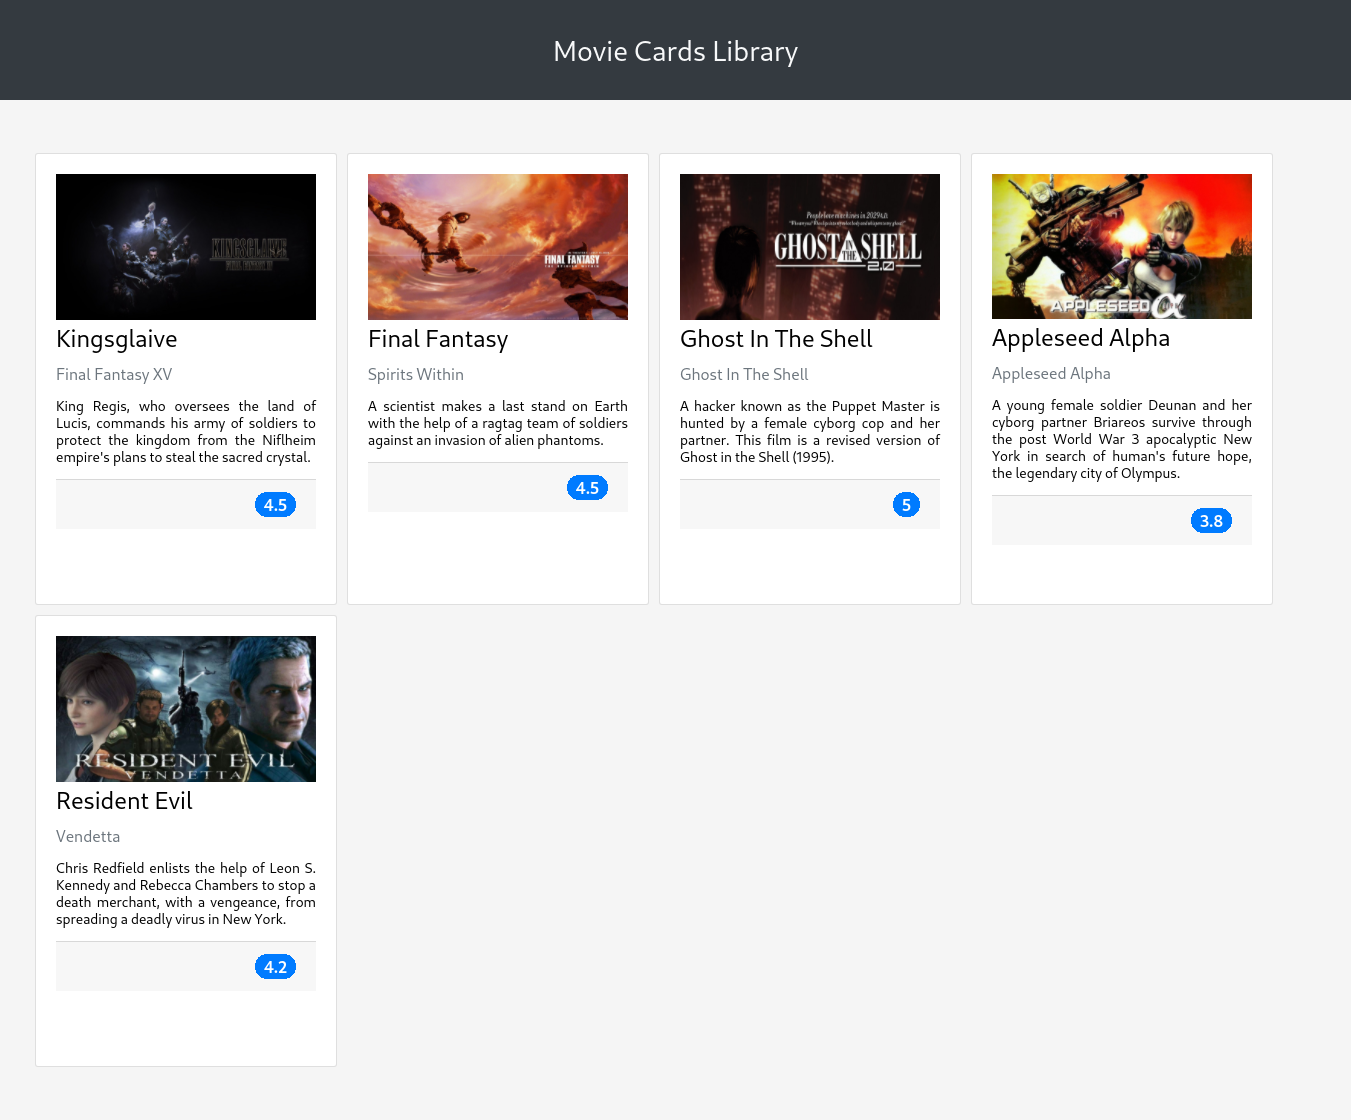 Movie Cards Library
KINGSGLAIVE
FINAL FANTASY XV
Kingsglaive
Final Fantasy XV
King Regis, who oversees the land of
Lucis, commands his army of soldiers to
protect the kingdom from the Niflheim
empire's plans to steal the sacred crystal.
4.5
FINAL FANTASY
THE SPIRITS WITHIN
Final Fantasy
Spirits Within
A scientist makes a last stand on Earth
with the help of a ragtag team of soldiers
against an invasion of alien phantoms.
4.5
People love machines in 2029 A.D.
GHOST IN THE SHELL
2.0
Ghost In The Shell
Ghost In The Shell
A hacker known as the Puppet Master is
hunted by a female cyborg cop and her
partner. This film is a revised version of
Ghost in the Shell (1995).
5
APPLESEED α
Appleseed Alpha
Appleseed Alpha
A young female soldier Deunan and her
cyborg partner Briareos survive through
the post World War 3 apocalyptic New
York in search of human's future hope,
the legendary city of Olympus.
3.8
RESIDENT EVIL
VENDETTA
Resident Evil
Vendetta
Chris Redfield enlists the help of Leon S.
Kennedy and Rebecca Chambers to stop a
death merchant, with a vengeance, from
spreading a deadly virus in New York.
4.2